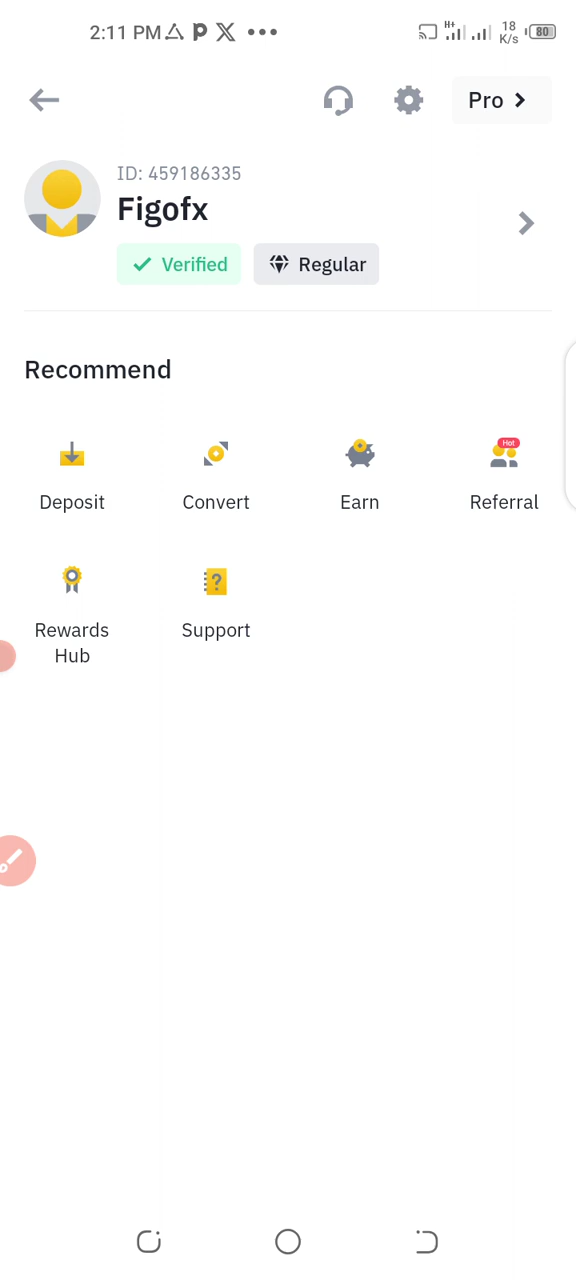 2:11 PM
H+
18
K/s
80
Pro
ID: 459186335
Figofx
Verified
Regular
Recommend
Hot
Deposit
Convert
Earn
Referral
Rewards
Hub
Support